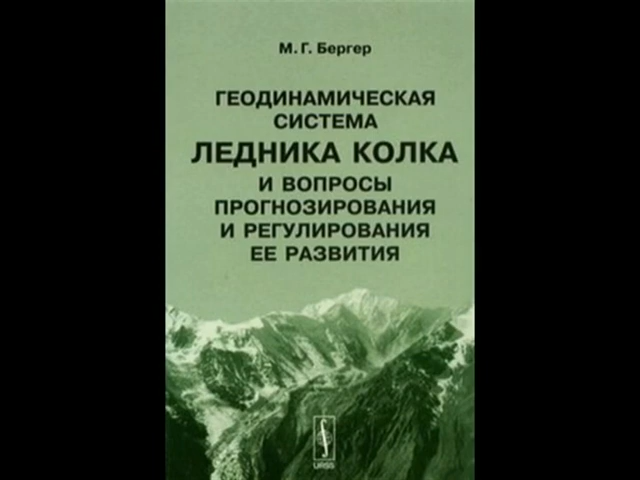 М. Г. Бергер
ГЕОДИНАМИЧЕСКАЯ
СИСТЕМА
ЛЕДНИКА КОЛКА
И ВОПРОСЫ
ПРОГНОЗИРОВАНИЯ
И РЕГУЛИРОВАНИЯ
ЕЕ РАЗВИТИЯ
URSS